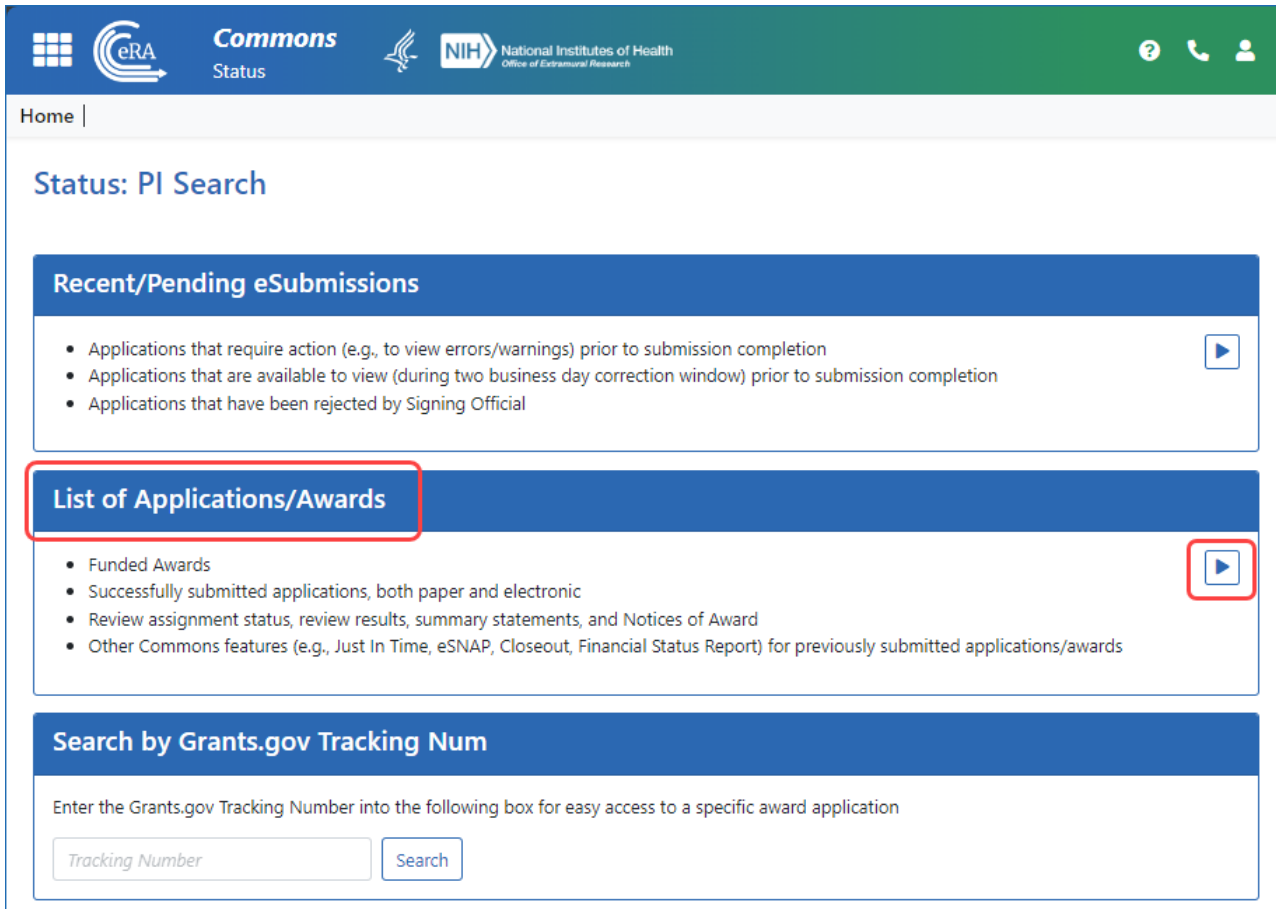 eRA
Commons
Status
NIH
National Institutes of Health
Office of Extramural Research
?
Home
Status: PI Search
Recent/Pending eSubmissions
• Applications that require action (e.g., to view errors/warnings) prior to submission completion
• Applications that are available to view (during two business day correction window) prior to submission completion
• Applications that have been rejected by Signing Official
List of Applications/Awards
• Funded Awards
• Successfully submitted applications, both paper and electronic
• Review assignment status, review results, summary statements, and Notices of Award
• Other Commons features (e.g., Just In Time, eSNAP, Closeout, Financial Status Report) for previously submitted applications/awards
Search by Grants.gov Tracking Num
Enter the Grants.gov Tracking Number into the following box for easy access to a specific award application
Tracking Number
Search